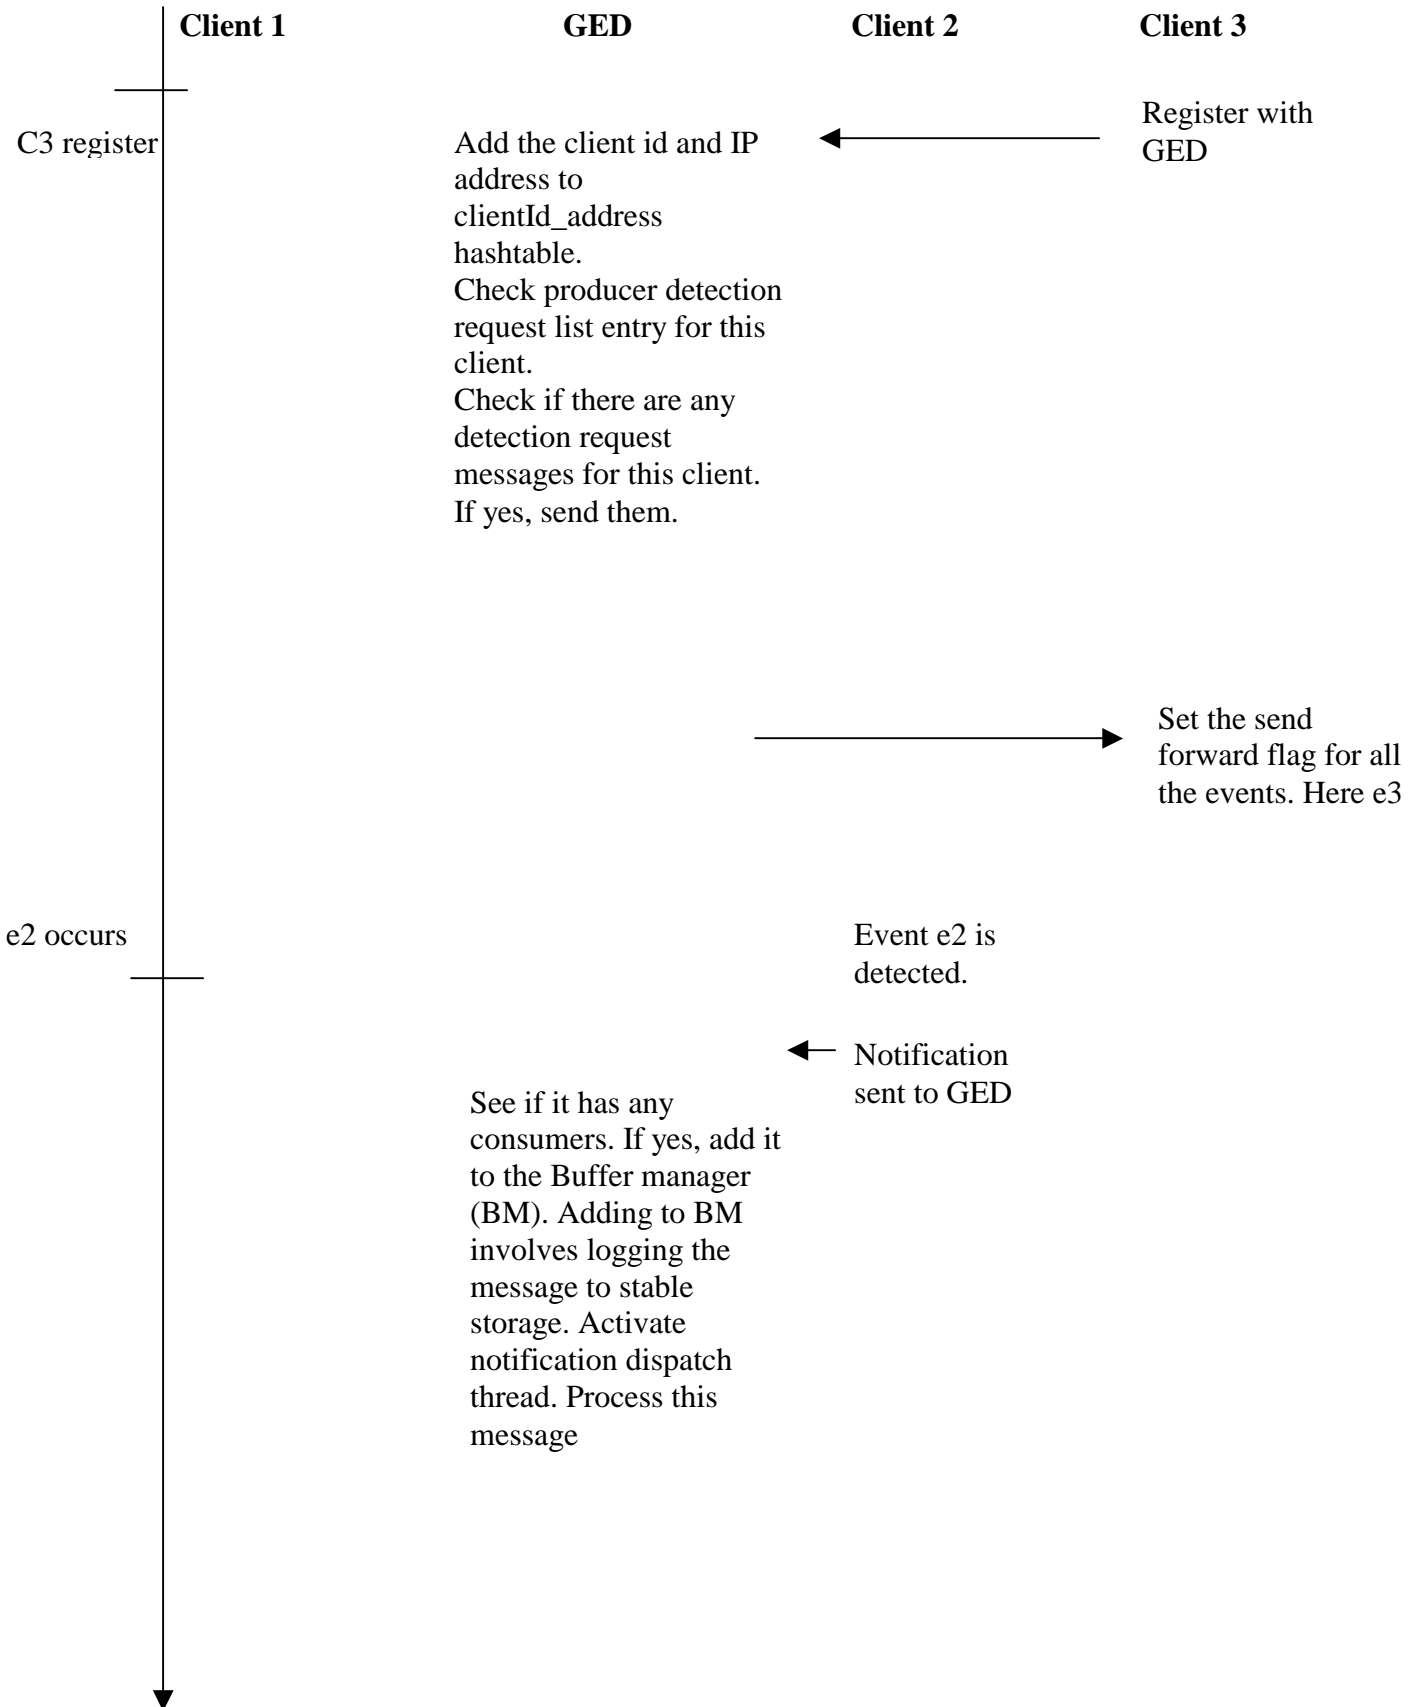 Client 1
GED
Client 2
Client 3
C3 register
Register with
GED
Add the client id and IP
address to
clientId_address
hashtable.
Check producer detection
request list entry for this
client.
Check if there are any
detection request
messages for this client.
If yes, send them.
Set the send
forward flag for all
the events. Here e3
e2 occurs
Event e2 is
detected.
Notification
sent to GED
See if it has any
consumers. If yes, add it
to the Buffer manager
(BM). Adding to BM
involves logging the
message to stable
storage. Activate
notification dispatch
thread. Process this
message